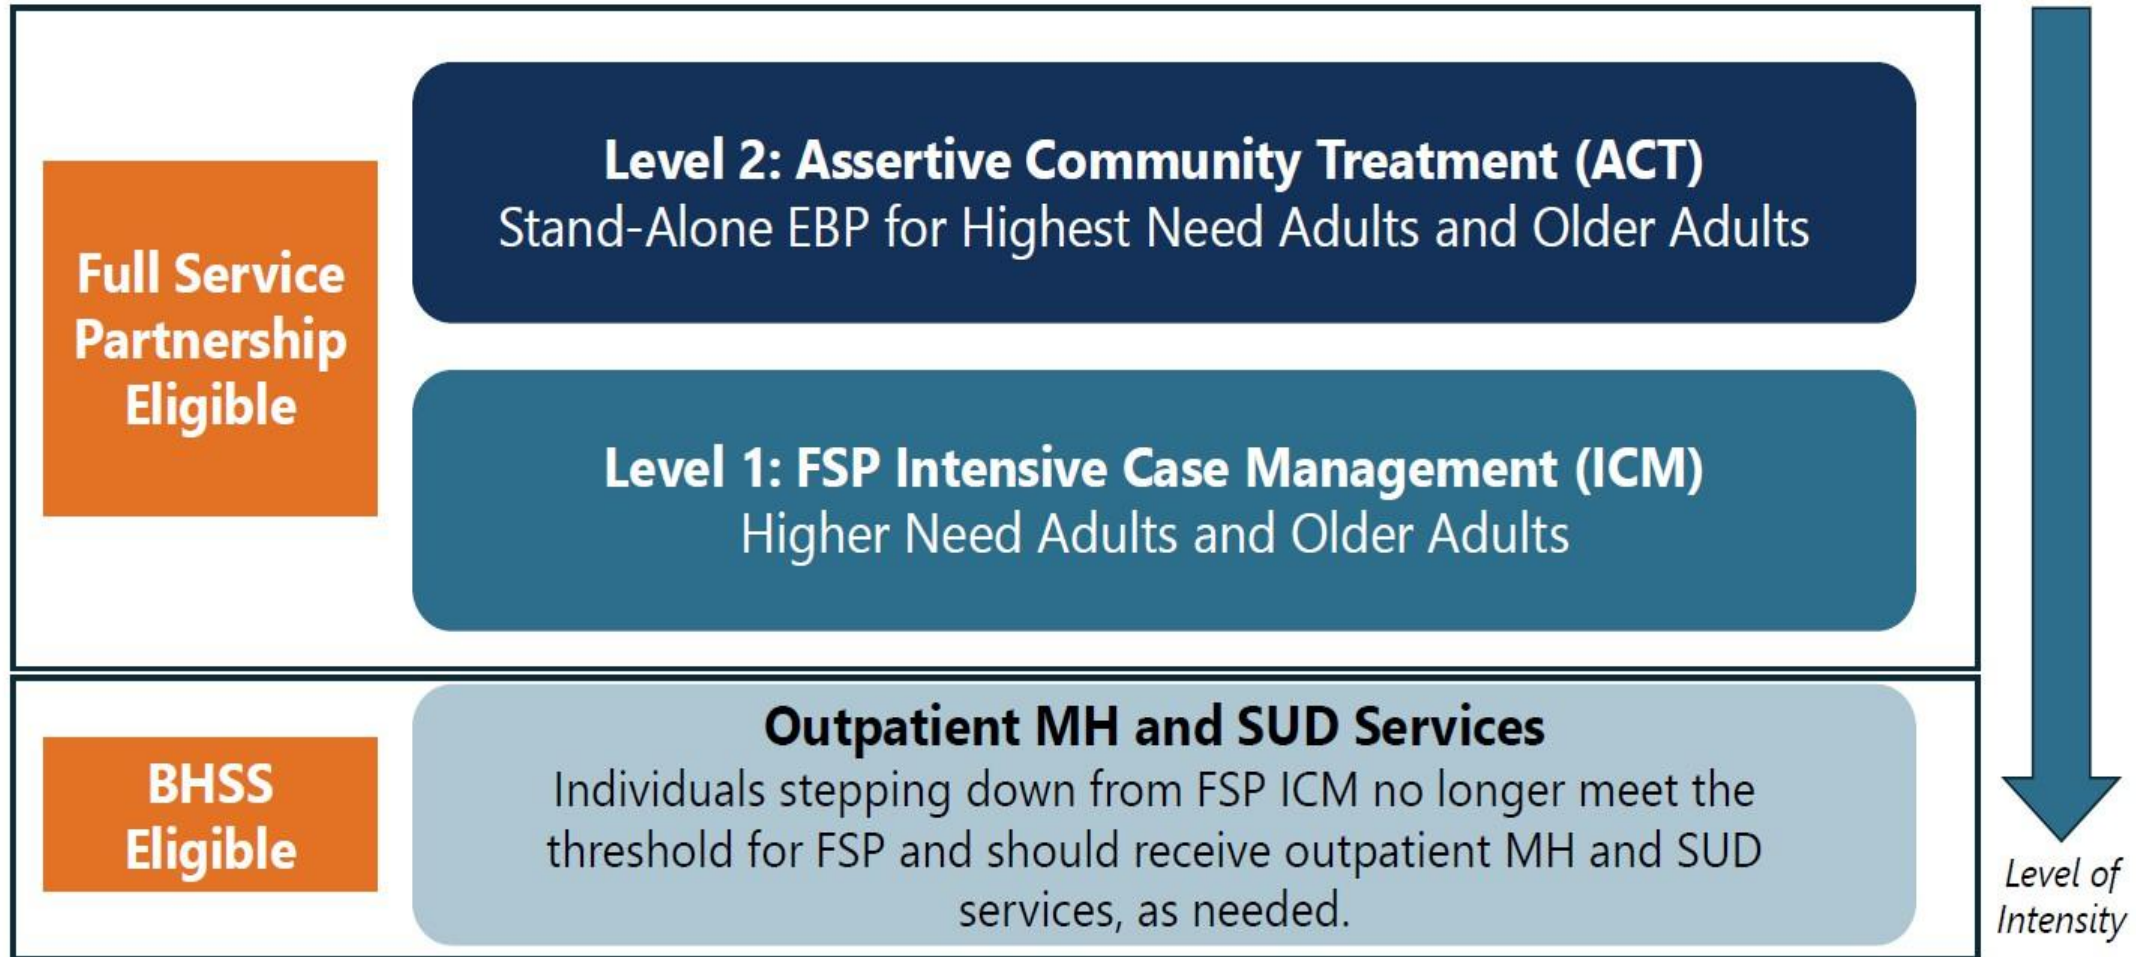 Full Service
Partnership
Eligible
Level 2: Assertive Community Treatment (ACT)
Stand-Alone EBP for Highest Need Adults and Older Adults
Level 1: FSP Intensive Case Management (ICM)
Higher Need Adults and Older Adults
BHSS
Eligible
Outpatient MH and SUD Services
Individuals stepping down from FSP ICM no longer meet the
threshold for FSP and should receive outpatient MH and SUD
services, as needed.
Level of
Intensity